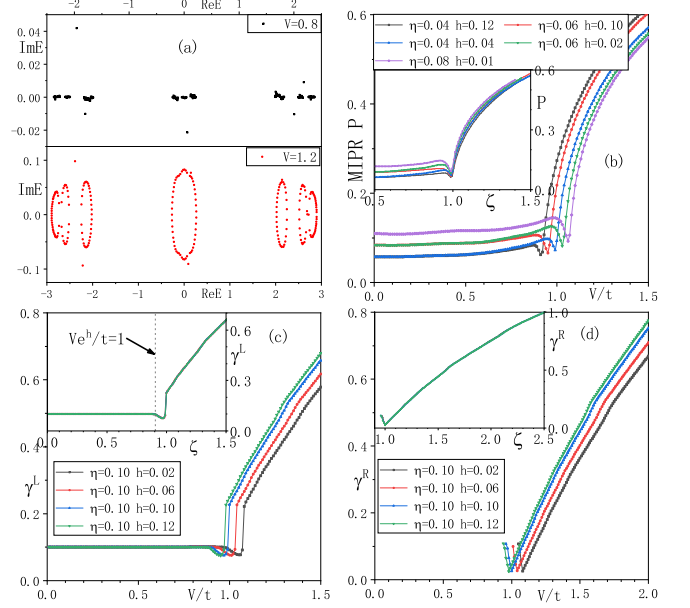 -2 -1 0 ReE 1 2
0.04
ImE
0.02
0.00
-0.02
(a)
V=0.8
V=1.2
0.1
ImE
0.0
-0.1
-3 -2 -1 0 ReE 1 2 3
0.6
0.4
MIPR P
0.2
0.0
η=0.04 h=0.12
η=0.06 h=0.10
η=0.04 h=0.04
η=0.06 h=0.02
η=0.08 h=0.01
0.6
P
0.3
0.0
0.5 1.0 ζ 1.5
(b)
0.0 0.5 1.0 V/t 1.5
0.8
0.6
0.4
γL
0.2
0.0
Veh/t=1
(c)
0.6
γL
0.3
0.0
0.0 0.5 1.0 ζ 1.5
η=0.10 h=0.02
η=0.10 h=0.06
η=0.10 h=0.10
η=0.10 h=0.12
0.0 0.5 V/t 1.0 1.5
0.8
0.6
0.4
γR
0.2
0.0
(d)
1.0
γR
0.5
0.0
1.0 1.5 2.0 ζ 2.5
η=0.10 h=0.02
η=0.10 h=0.06
η=0.10 h=0.10
η=0.10 h=0.12
0.0 0.5 1.0 V/t 1.5 2.0